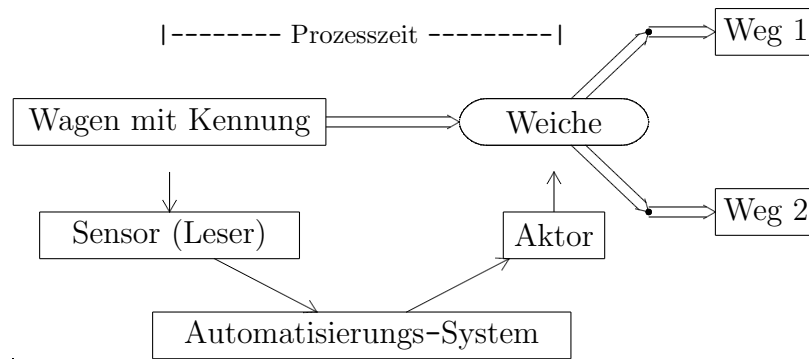 |------- Prozesszeit -------|
Weg 1
Wagen mit Kennung
Weiche
Sensor (Leser)
Aktor
Weg 2
Automatisierungs-System